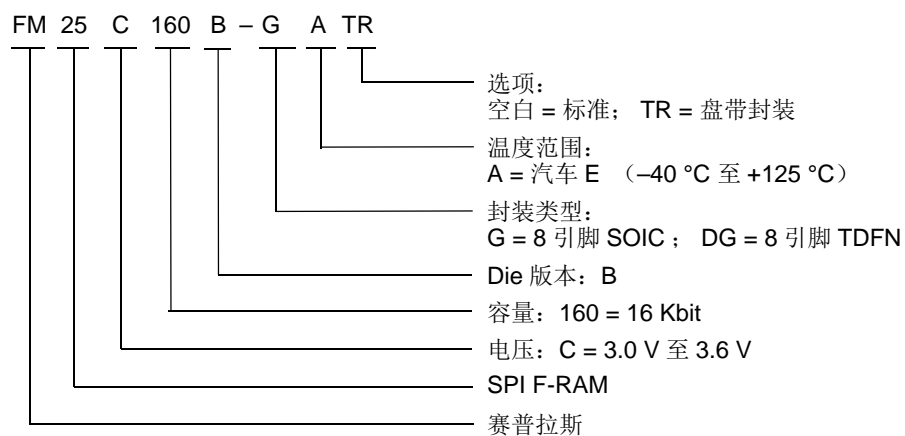 FM 25 C 160 B – G A TR
选项：
空白 = 标准； TR = 盘带封装
温度范围：
A = 汽车 E （–40 °C 至 +125 °C）
封装类型：
G = 8 引脚 SOIC ； DG = 8 引脚 TDFN
Die 版本：B
容量：160 = 16 Kbit
电压：C = 3.0 V 至 3.6 V
SPI F-RAM
赛普拉斯